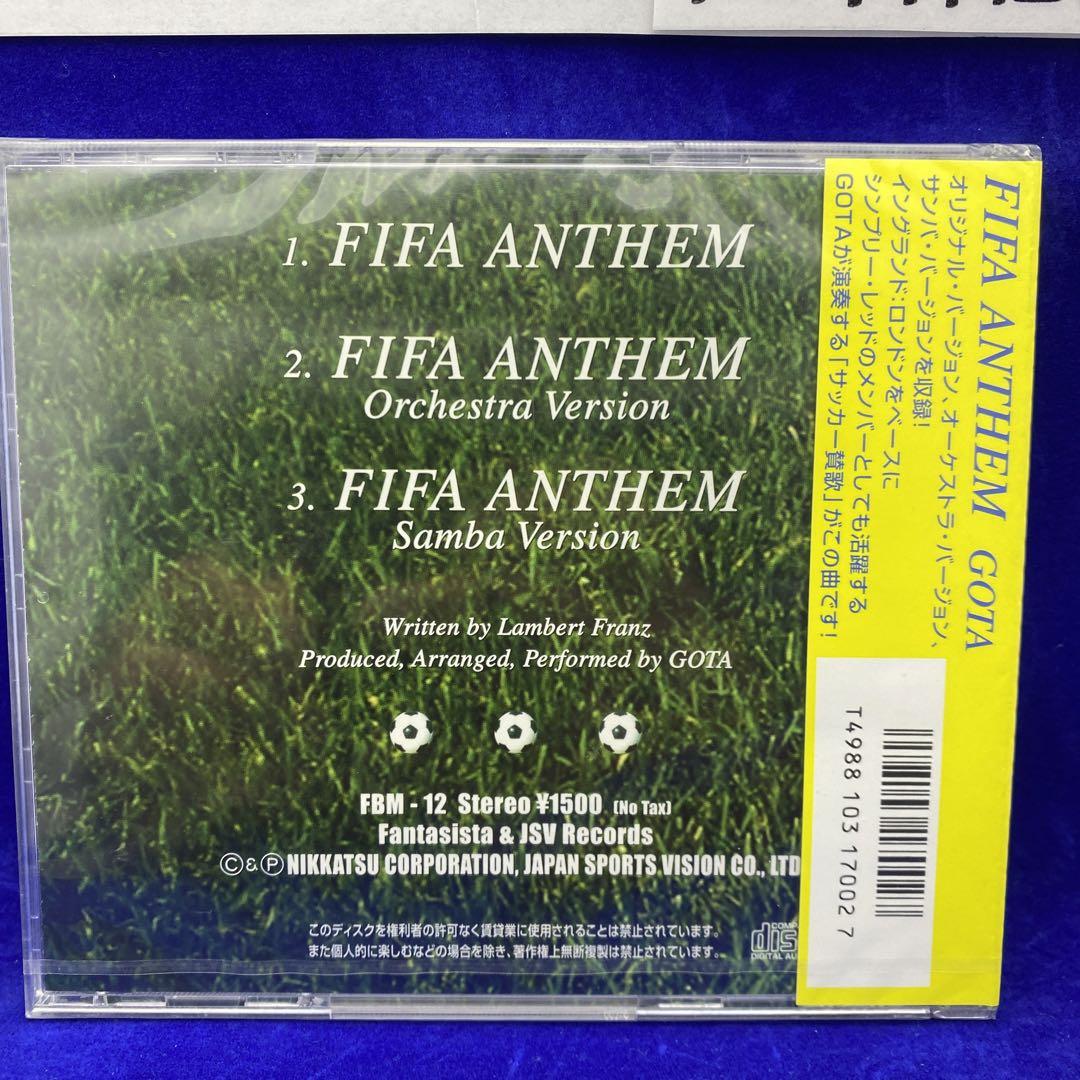 1. FIFA ANTHEM
2. FIFA ANTHEM
Orchestra Version
3. FIFA ANTHEM
Samba Version
Written by Lambert Franz
Produced, Arranged, Performed by GOTA
FBM - 12 Stereo ¥1500 (No Tax)
Fantasista & JSV Records
Ⓒ&Ⓟ NIKKATSU CORPORATION, JAPAN SPORTS VISION CO., LTD
このディスクを権利者の許可なく賃貸業に使用されることは禁止されています。
また個人的に楽しむなどの場合を除き、著作権上無断複製は禁止されています。
FIFA ANTHEM GOTA
オリジナル・バージョン、オーケストラ・バージョン、
サンバ・バージョンを収録!
イングランド:ロンドンをベースに
シンプリー・レッドのメンバーとしても活躍する
GOTAが演奏する「サッカー賛歌」がこの曲です!
T4988 103 17002 7